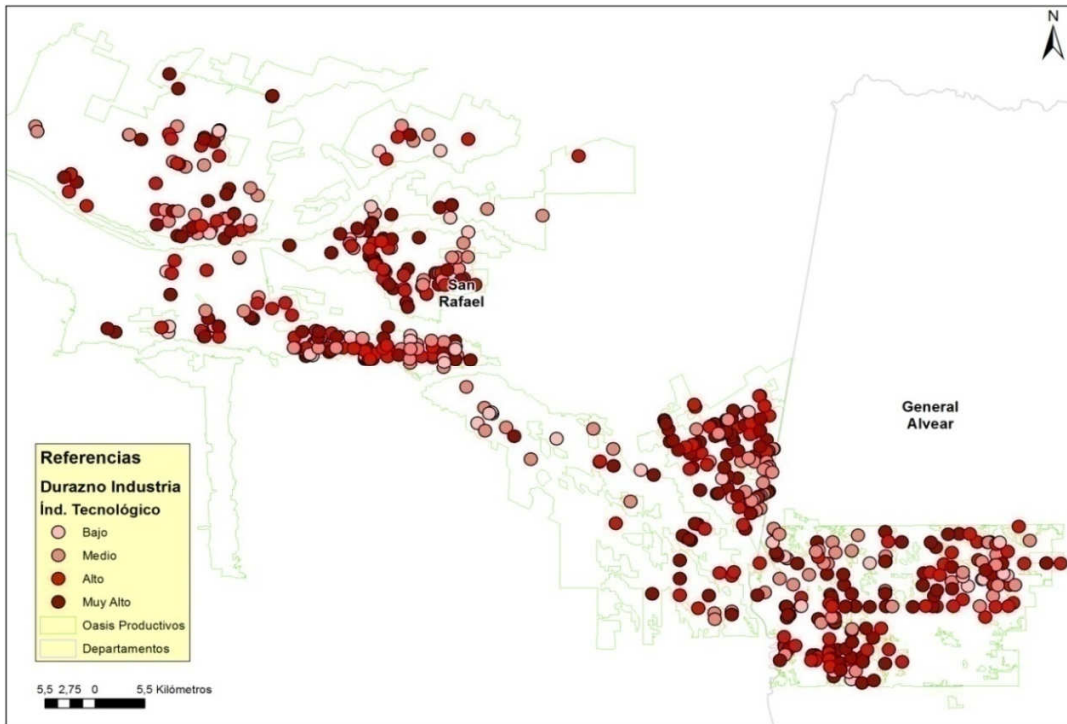 N
San
Rafael
General
Alvear
Referencias
Durazno Industria
Índ. Tecnológico
Bajo
Medio
Alto
Muy Alto
Oasis Productivos
Departamentos
5,5 2,75 0 5,5 Kilómetros